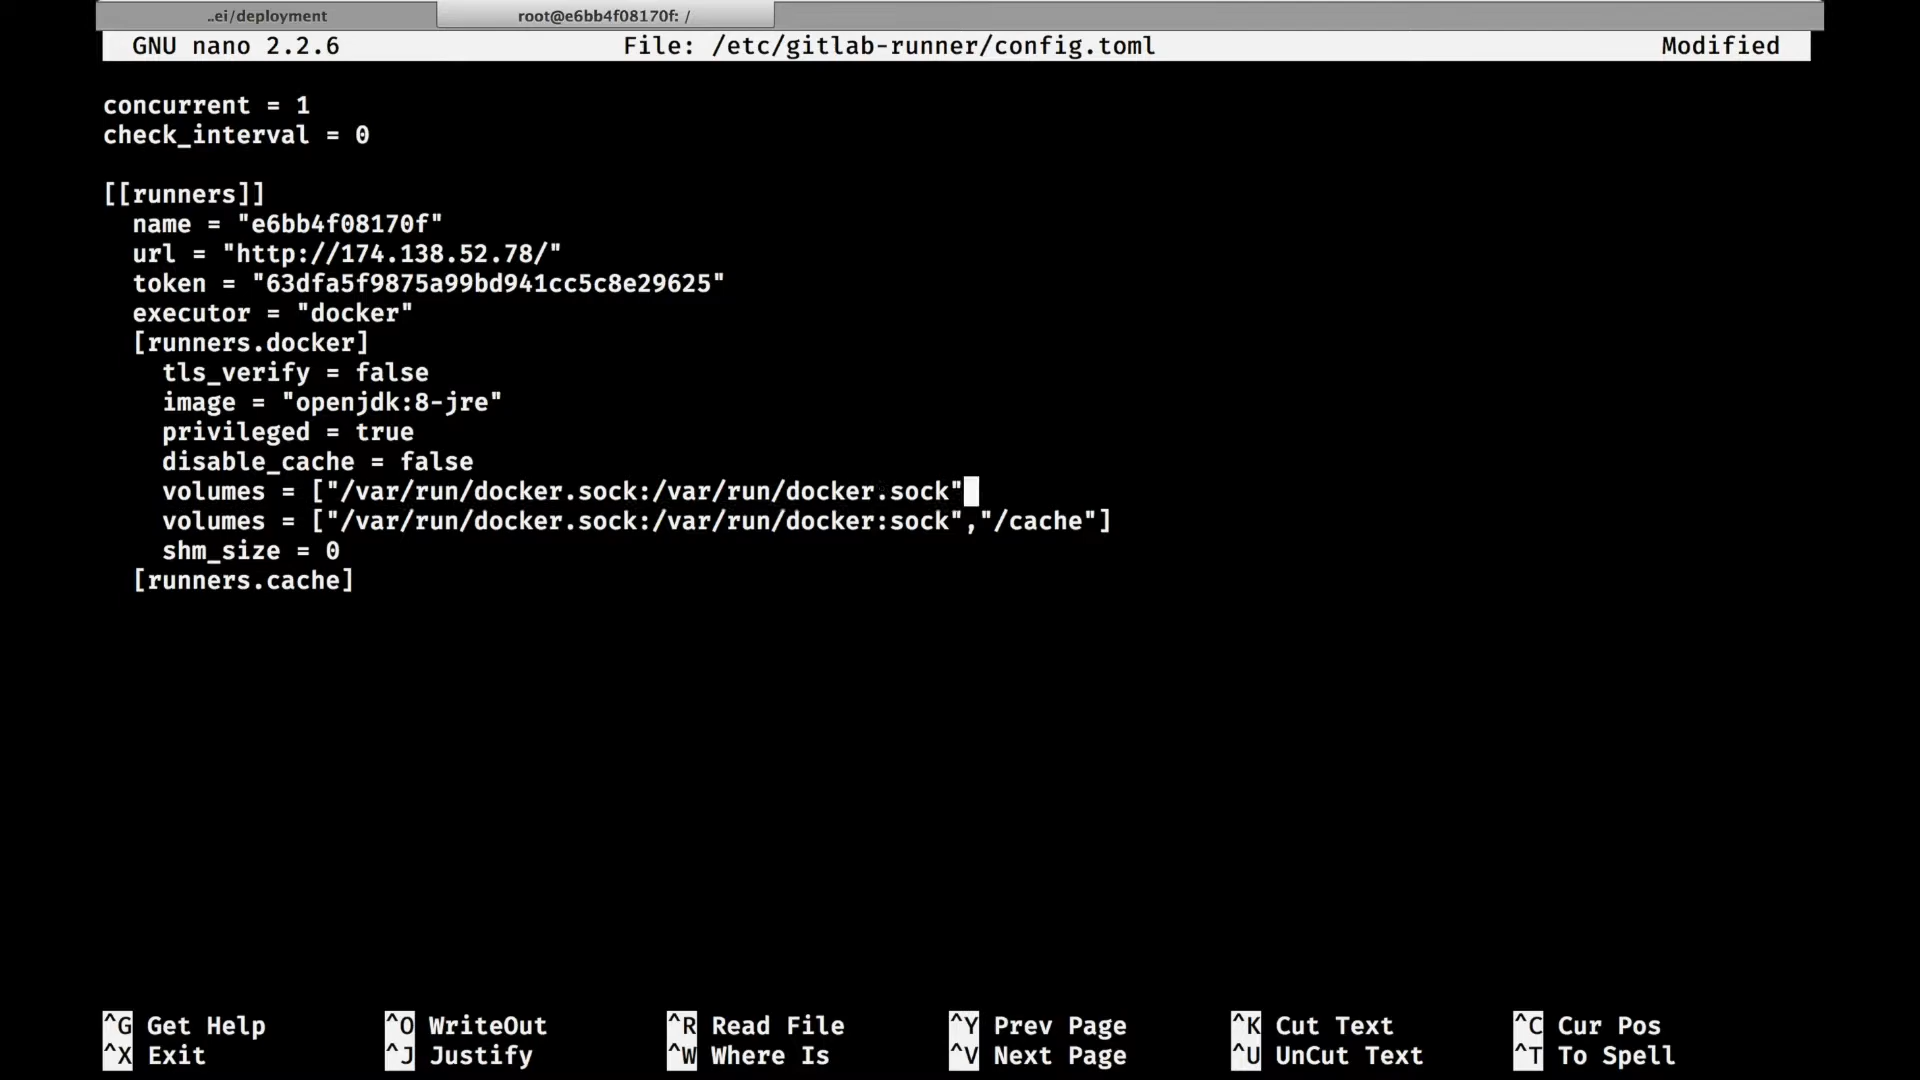 ..ei/deployment root@e6bb4f08170f: /
GNU nano 2.2.6 File: /etc/gitlab-runner/config.toml Modified
concurrent = 1
check_interval = 0
[[runners]]
name = "e6bb4f08170f"
url = "http://174.138.52.78/"
token = "63dfa5f9875a99bd941cc5c8e29625"
executor = "docker"
[runners.docker]
tls_verify = false
image = "openjdk:8-jre"
privileged = true
disable_cache = false
volumes = ["/var/run/docker.sock:/var/run/docker.sock"
volumes = ["/var/run/docker.sock:/var/run/docker:sock","/cache"]
shm_size = 0
[runners.cache]
^G Get Help ^O WriteOut ^R Read File ^Y Prev Page ^K Cut Text ^C Cur Pos
^X Exit ^J Justify ^W Where Is ^V Next Page ^U UnCut Text ^T To Spell